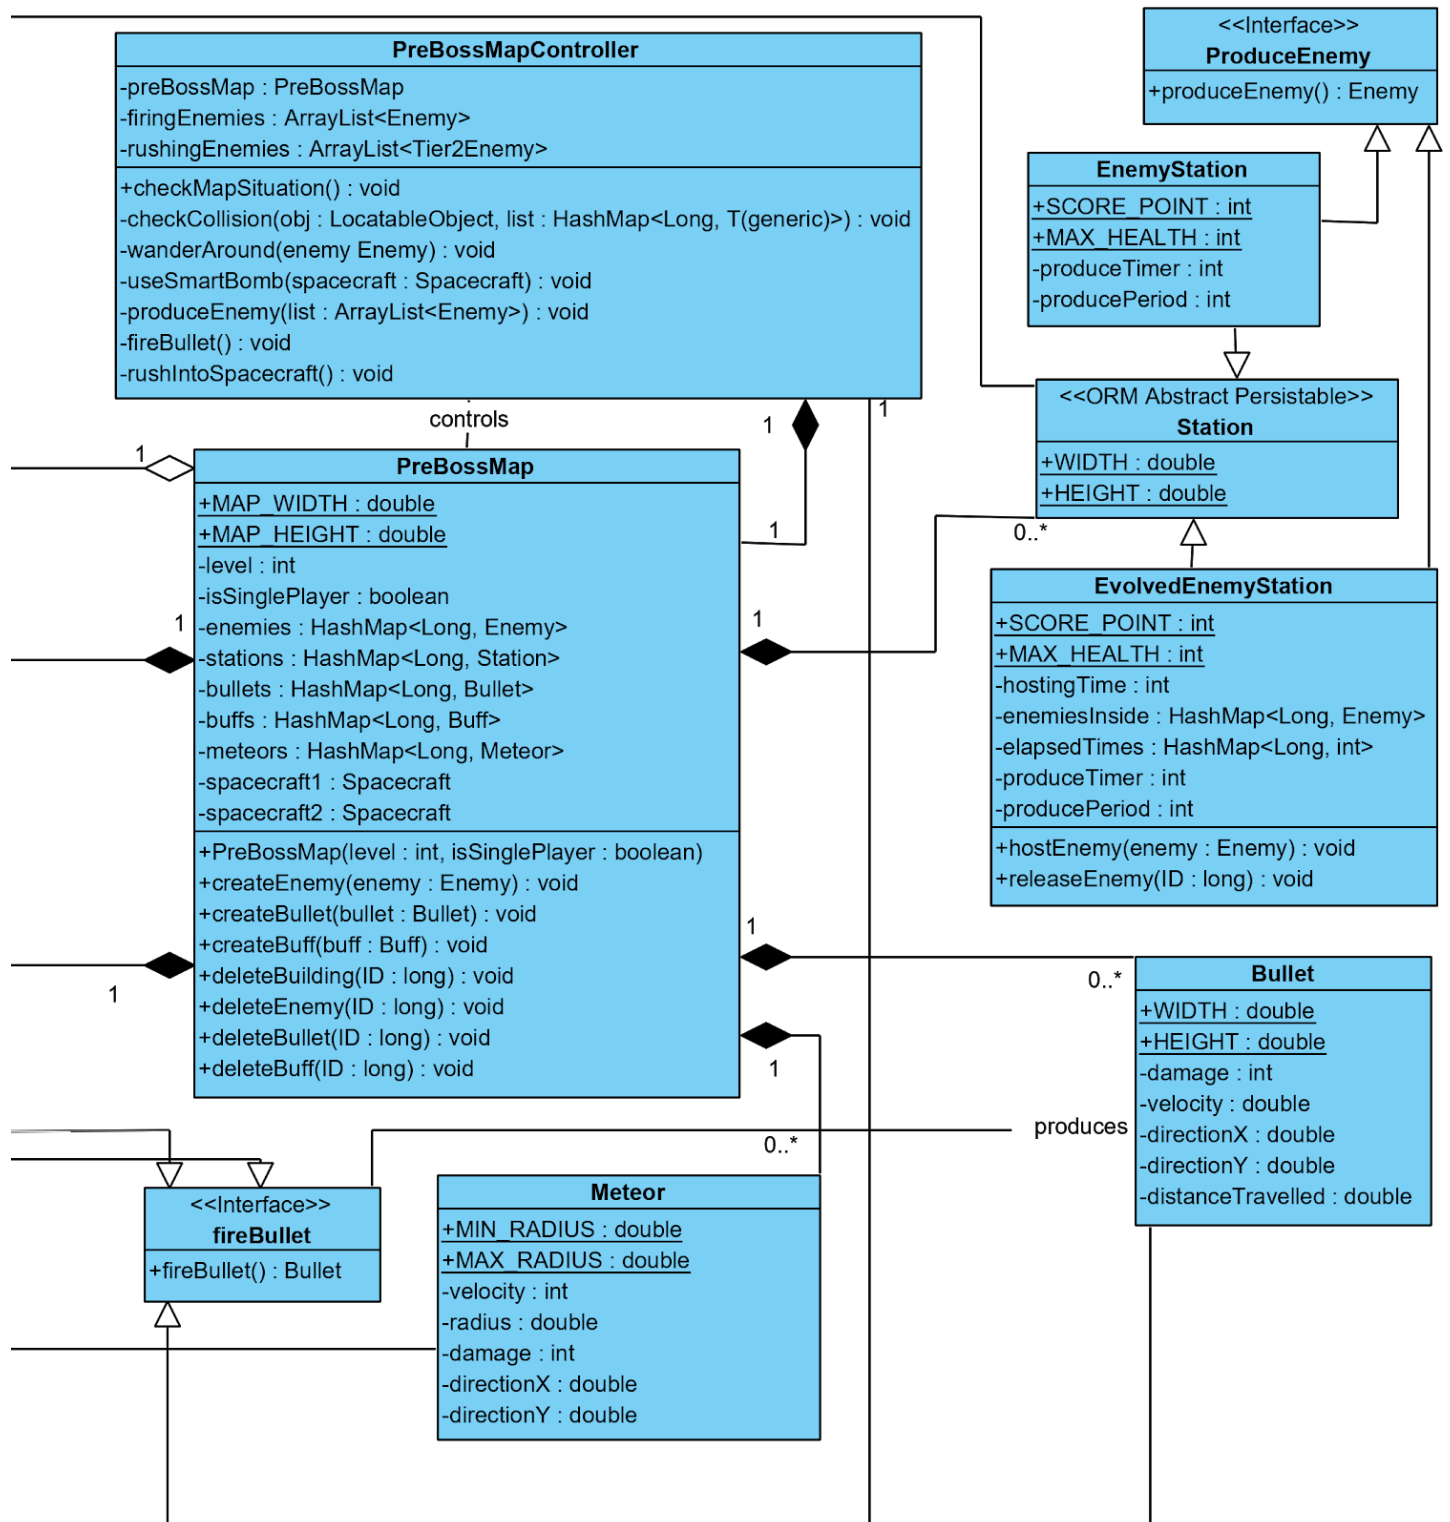 PreBossMapController
-preBossMap : PreBossMap
-firingEnemies : ArrayList<Enemy>
-rushingEnemies : ArrayList<Tier2Enemy>
+checkMapSituation() : void
-checkCollision(obj : LocatableObject, list : HashMap<Long, T(generic)>) : void
-wanderAround(enemy Enemy) : void
-useSmartBomb(spacecraft : Spacecraft) : void
-produceEnemy(list : ArrayList<Enemy>) : void
-fireBullet() : void
-rushIntoSpacecraft() : void
<<Interface>>
ProduceEnemy
+produceEnemy() : Enemy
EnemyStation
+SCORE_POINT : int
+MAX_HEALTH : int
-produceTimer : int
-producePeriod : int
<<ORM Abstract Persistable>>
Station
+WIDTH : double
+HEIGHT : double
controls
1
1
1
1
0..*
PreBossMap
+MAP_WIDTH : double
+MAP_HEIGHT : double
-level : int
-isSinglePlayer : boolean
-enemies : HashMap<Long, Enemy>
-stations : HashMap<Long, Station>
-bullets : HashMap<Long, Bullet>
-buffs : HashMap<Long, Buff>
-meteors : HashMap<Long, Meteor>
-spacecraft1 : Spacecraft
-spacecraft2 : Spacecraft
+PreBossMap(level : int, isSinglePlayer : boolean)
+createEnemy(enemy : Enemy) : void
+createBullet(bullet : Bullet) : void
+createBuff(buff : Buff) : void
+deleteBuilding(ID : long) : void
+deleteEnemy(ID : long) : void
+deleteBullet(ID : long) : void
+deleteBuff(ID : long) : void
1
1
EvolvedEnemyStation
+SCORE_POINT : int
+MAX_HEALTH : int
-hostingTime : int
-enemiesInside : HashMap<Long, Enemy>
-elapsedTimes : HashMap<Long, int>
-produceTimer : int
-producePeriod : int
+hostEnemy(enemy : Enemy) : void
+releaseEnemy(ID : long) : void
1
1
0..*
1
Bullet
+WIDTH : double
+HEIGHT : double
-damage : int
-velocity : double
-directionX : double
-directionY : double
-distanceTravelled : double
produces
0..*
<<Interface>>
fireBullet
+fireBullet() : Bullet
Meteor
+MIN_RADIUS : double
+MAX_RADIUS : double
-velocity : int
-radius : double
-damage : int
-directionX : double
-directionY : double